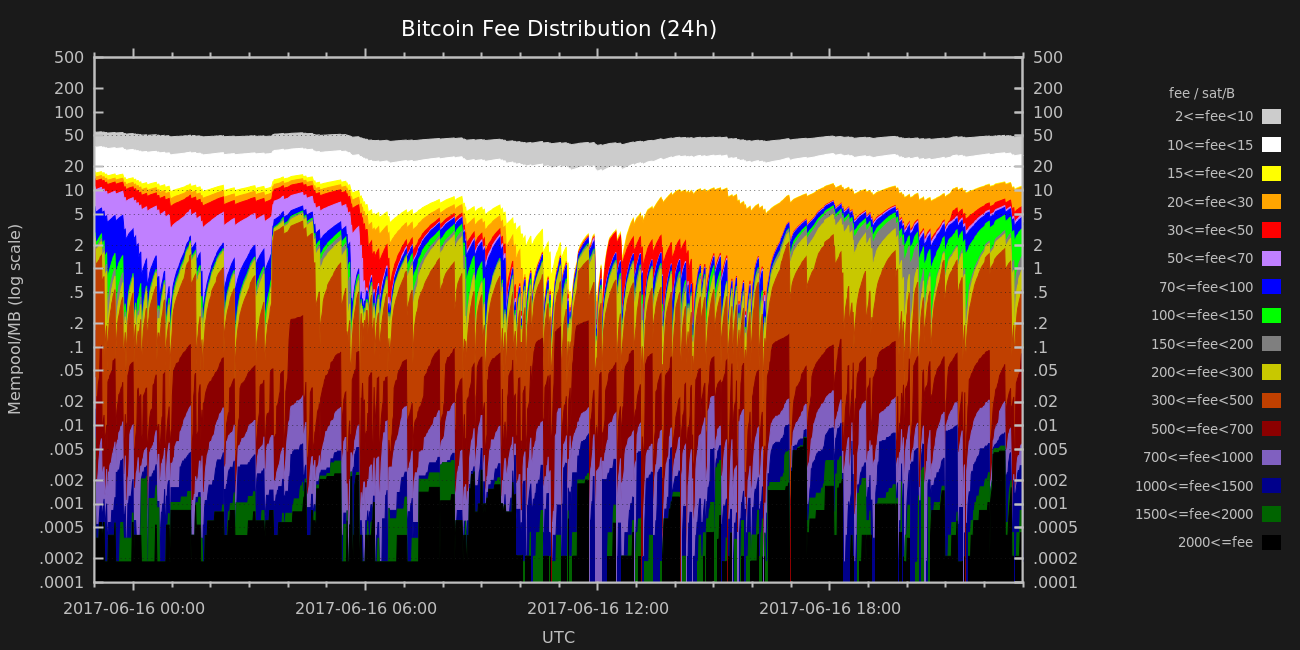 Bitcoin Fee Distribution (24h)
500
200
100
50
20
10
5
2
1
.5
.2
.1
.05
.02
.01
.005
.002
.001
.0005
.0002
.0001
Mempool/MB (log scale)
500
200
100
50
20
10
5
2
1
.5
.2
.1
.05
.02
.01
.005
.002
.001
.0005
.0002
.0001
2017-06-16 00:00
2017-06-16 06:00
2017-06-16 12:00
2017-06-16 18:00
UTC
fee / sat/B
2<=fee<10
10<=fee<15
15<=fee<20
20<=fee<30
30<=fee<50
50<=fee<70
70<=fee<100
100<=fee<150
150<=fee<200
200<=fee<300
300<=fee<500
500<=fee<700
700<=fee<1000
1000<=fee<1500
1500<=fee<2000
2000<=fee